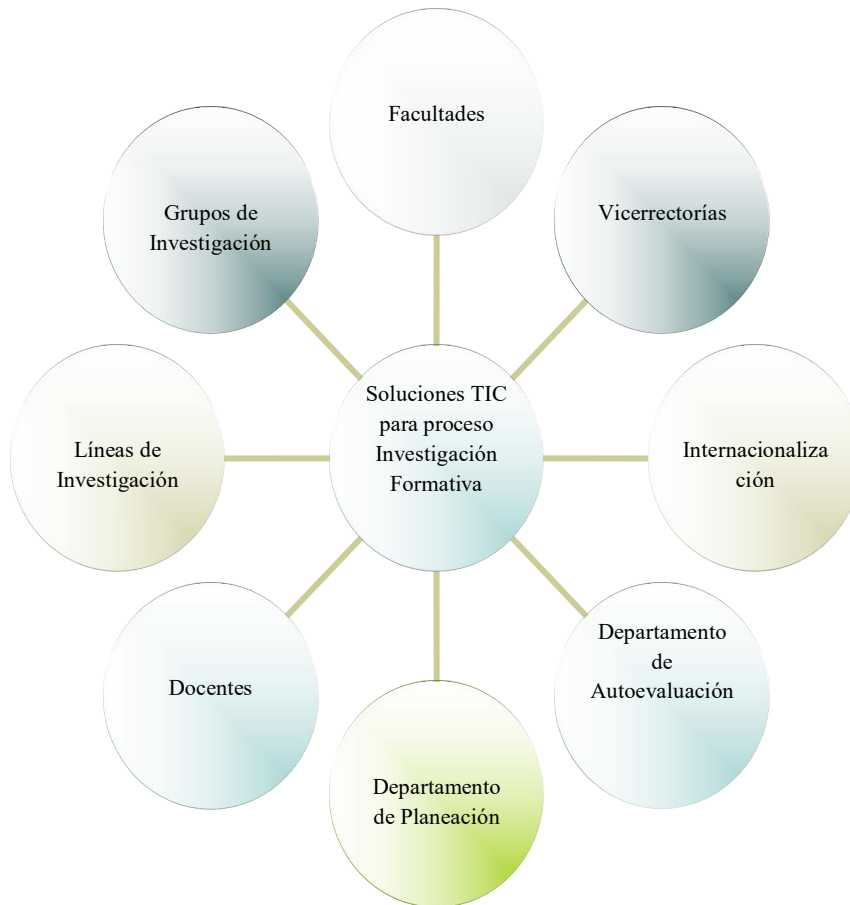 Facultades
Grupos de
Investigación
Vicerrectorías
Soluciones TIC
para proceso
Investigación
Formativa
Líneas de
Investigación
Internacionaliza
ción
Docentes
Departamento
de
Autoevaluación
Departamento
de Planeación